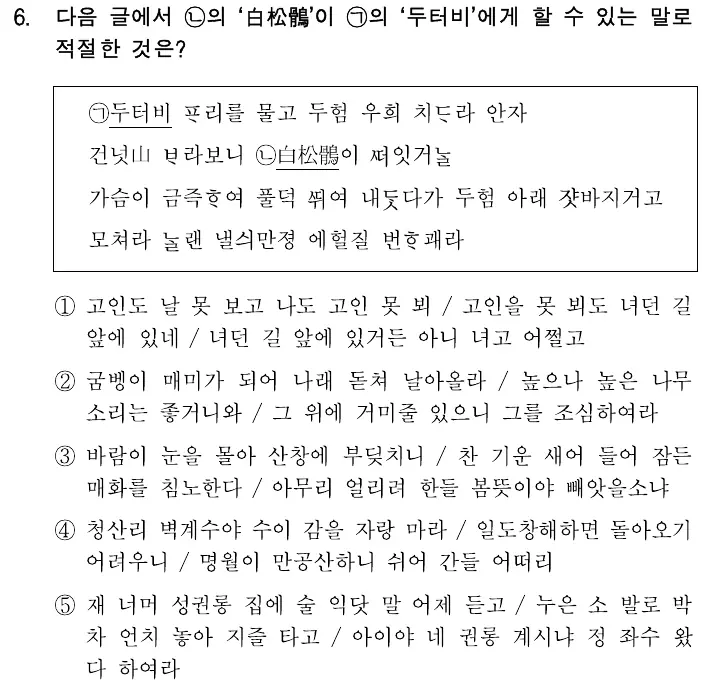 6. 다음 글에서 ㉡의 ‘白松鶻’이 ㉠의 ‘두터비’에게 할 수 있는 말로
적절한 것은?
㉠두터비 ᄑᆞ리를 물고 두험 우희 치ᄃᆞ라 안자
건넛山 ᄇᆞ라보니 ㉡白松鶻이 ᄯᅥ잇거ᄂᆞᆯ
가슴이 금즉ᄒᆞ여 풀덕 ᄯᅱ여 내ᄃᆞᆺ다가 두험 아래 쟛바지거고
모쳐라 ᄂᆞᆯ랜 낼싀만졍 에헐질 번ᄒᆞ괘라
① 고인도 날 못 보고 나도 고인 못 뵈 / 고인을 못 뵈도 녀던 길
앞에 있네 / 녀던 길 앞에 있거든 아니 녀고 어쩔고
② 굼벵이 매미가 되어 나래 돋쳐 날아올라 / 높으나 높은 나무
소리는 좋거니와 / 그 위에 거미줄 있으니 그를 조심하여라
③ 바람이 눈을 몰아 산창에 부딪치니 / 찬 기운 새어 들어 잠든
매화를 침노한다 / 아무리 얼리려 한들 봄뜻이야 빼앗을소냐
④ 청산리 벽계수야 수이 감을 자랑 마라 / 일도창해하면 돌아오기
어려우니 / 명월이 만공산하니 쉬어 간들 어떠리
⑤ 재 너머 성권롱 집에 술 익닷 말 어제 듣고 / 누은 소 발로 박
차 언치 놓아 지즐 타고 / 아이야 네 권롱 계시냐 정 좌수 왔
다 하여라